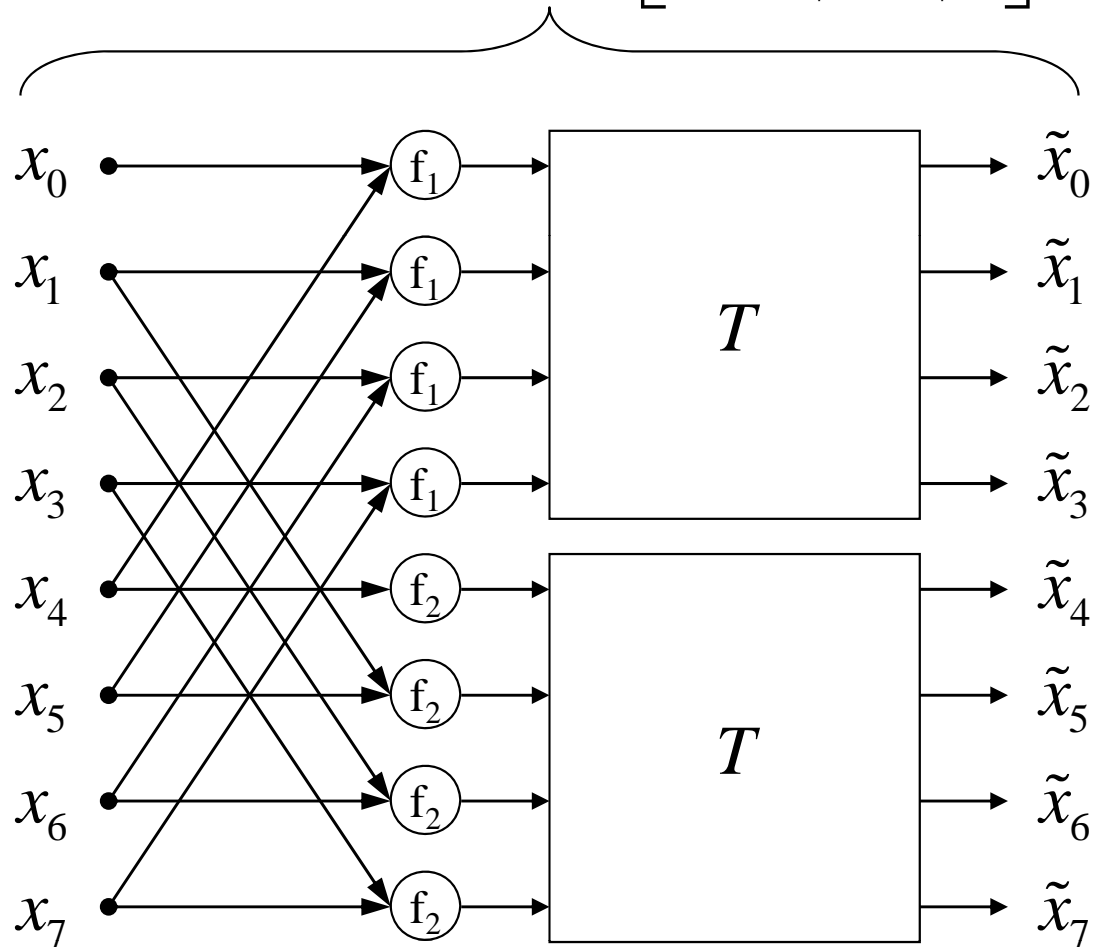 x₀ f₁ x̃₀
x₁ f₁ x̃₁
T
x₂ f₁ x̃₂
x₃ f₁ x̃₃
x₄ f₂ x̃₄
x₅ f₂ x̃₅
T
x₆ f₂ x̃₆
x₇ f₂ x̃₇